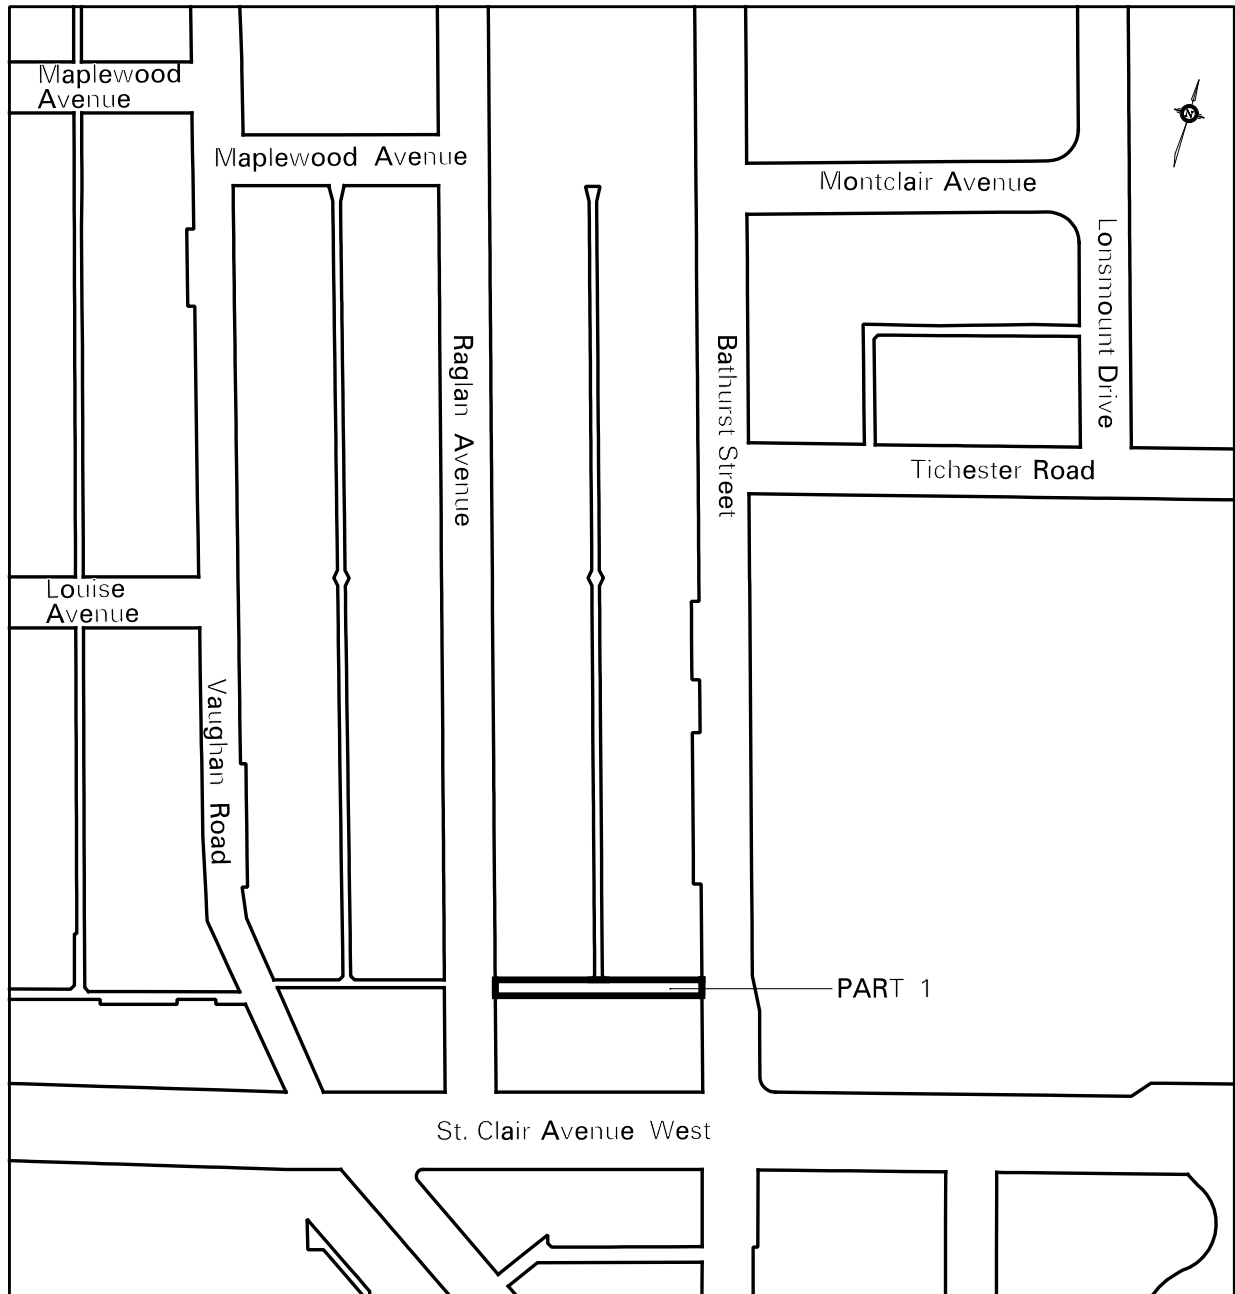 Maplewood
Avenue
N
Maplewood Avenue
Montclair Avenue
Lonsmount Drive
Raglan Avenue
Bathurst Street
Tichester Road
Louise
Avenue
Vaughan Road
PART 1
St. Clair Avenue West